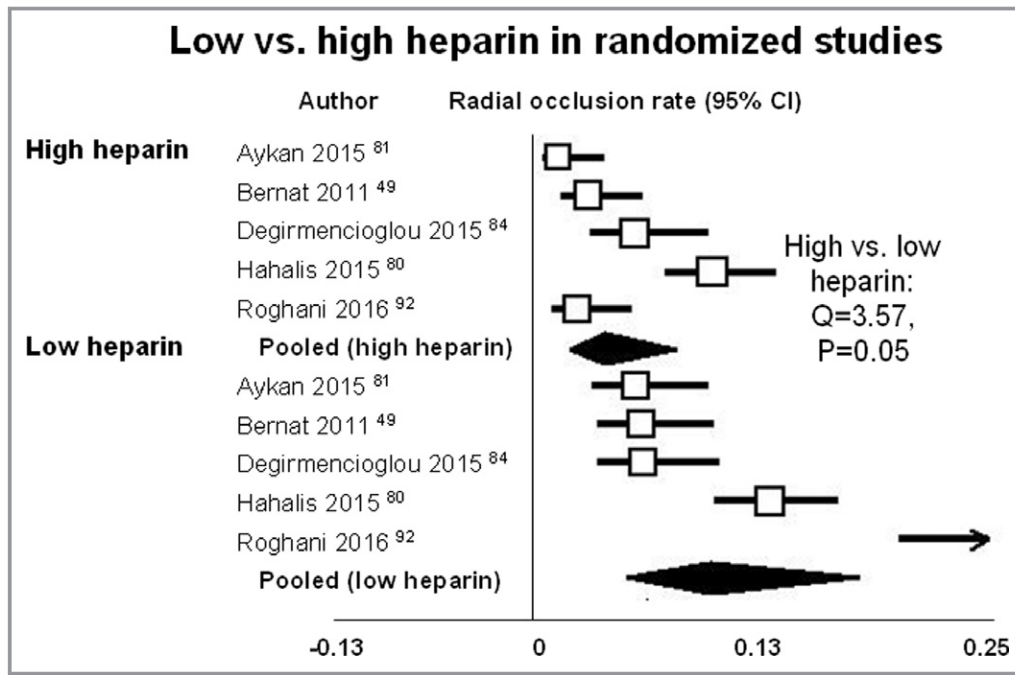 Low vs. high heparin in randomized studies
Author Radial occlusion rate (95% CI)
High heparin
Aykan 2015 81
Bernat 2011 49
Degirmencioglou 2015 84
Hahalis 2015 80
Roghani 2016 92
Pooled (high heparin)
High vs. low
heparin:
Q=3.57,
P=0.05
Low heparin
Aykan 2015 81
Bernat 2011 49
Degirmencioglou 2015 84
Hahalis 2015 80
Roghani 2016 92
Pooled (low heparin)
-0.13 0 0.13 0.25